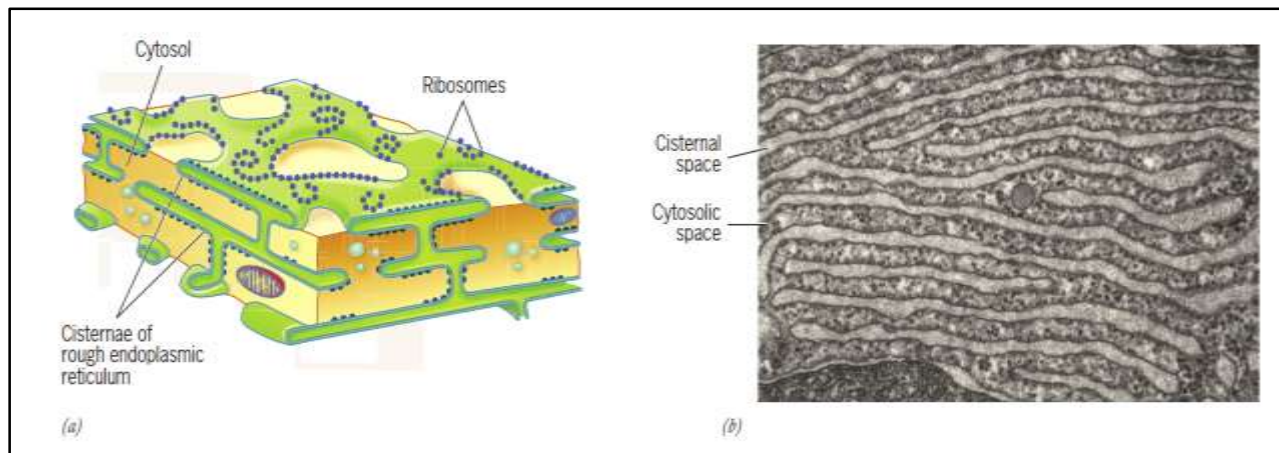 Cytosol
Ribosomes
Cisternae of
rough endoplasmic
reticulum
(a)
Cisternal
space
Cytosolic
space
(b)